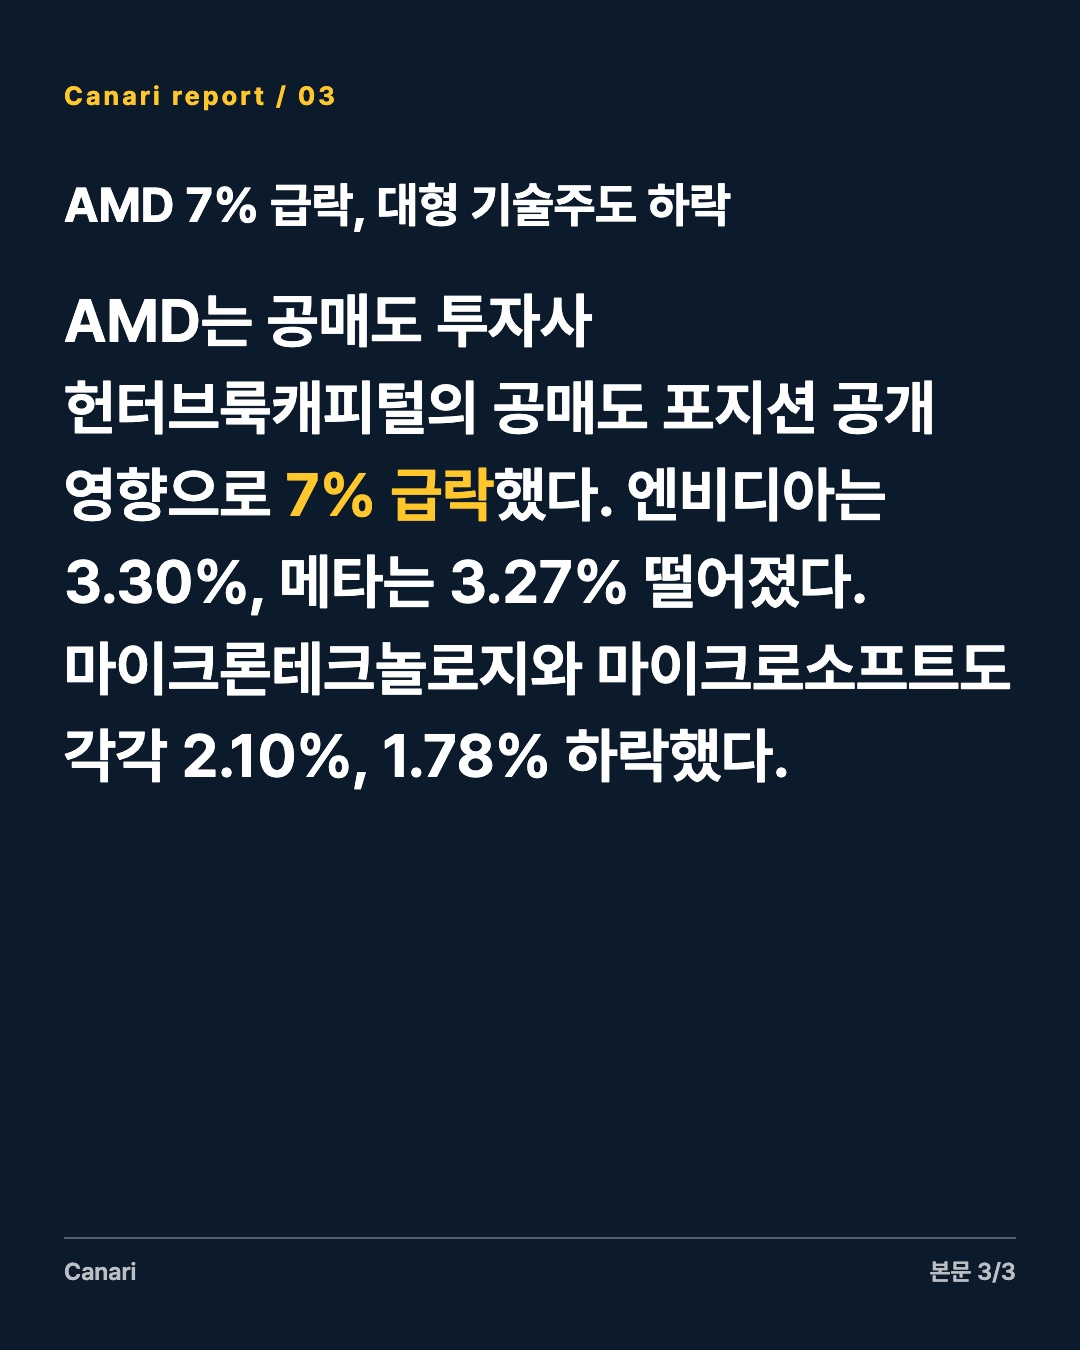 Canari report / 03
AMD 7% 급락, 대형 기술주도 하락
AMD는 공매도 투자사
헌터브룩캐피털의 공매도 포지션 공개
영향으로 7% 급락했다. 엔비디아는
3.30%, 메타는 3.27% 떨어졌다.
마이크론테크놀로지와 마이크로소프트도
각각 2.10%, 1.78% 하락했다.
Canari
본문 3/3